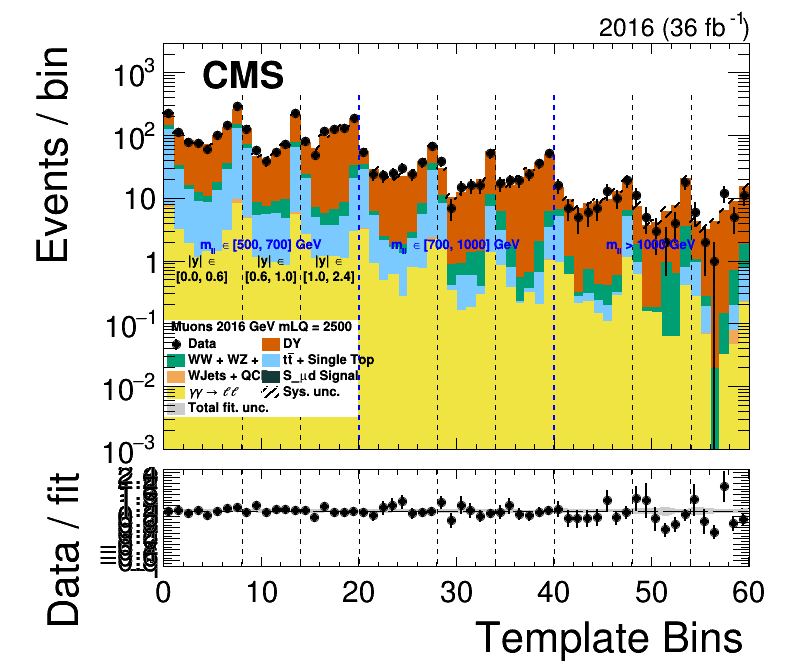 2016 (36 fb⁻¹)
CMS
Events / bin
10³
10²
10
1
10⁻¹
10⁻²
10⁻³
m_ll ∈ [500, 700] GeV
m_ll ∈ [700, 1000] GeV
m_ll > 1000 GeV
|y| ∈ |y| ∈ |y| ∈
[0.0, 0.6] [0.6, 1.0] [1.0, 2.4]
Muons 2016 GeV mLQ = 2500
Data DY
WW + WZ + tt̄ + Single Top
WJets + QC S_μd Signal
γγ → ℓℓ Sys. unc.
Total fit. unc.
Data / fit
0 10 20 30 40 50 60
Template Bins